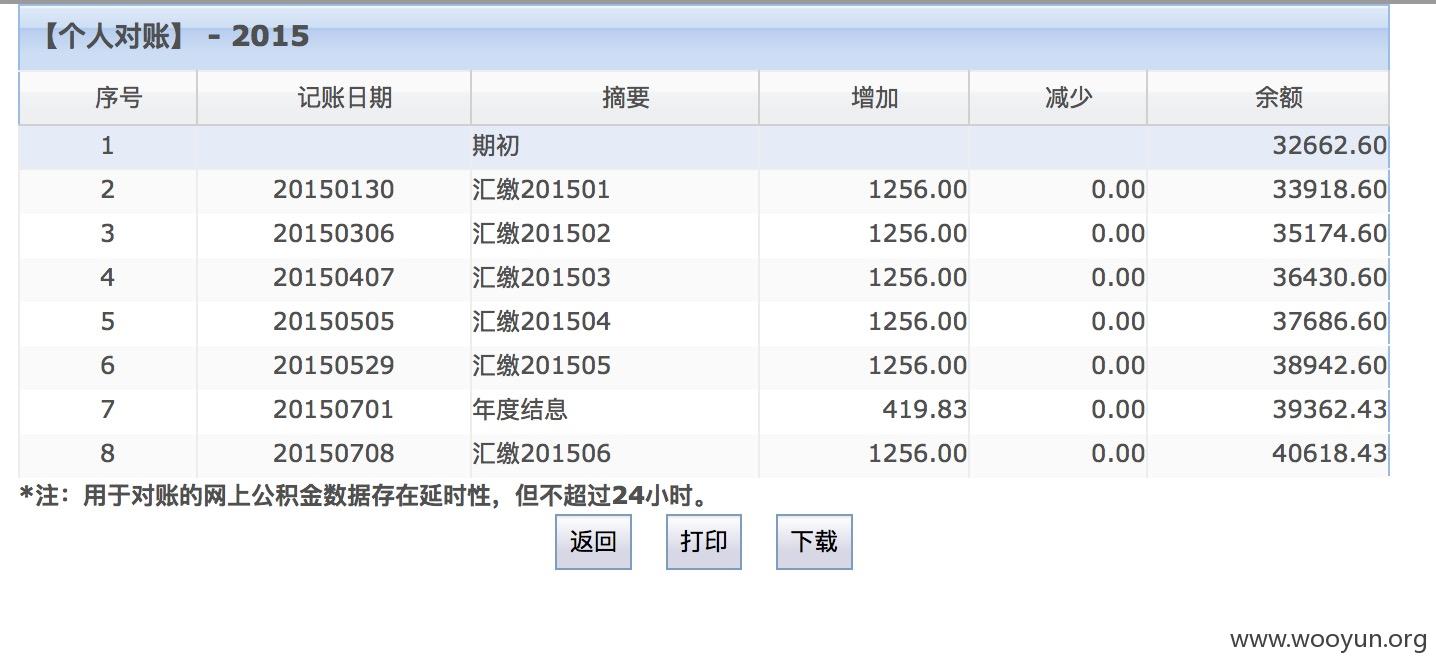 【个人对账】 - 2015
序号 记账日期 摘要 增加 减少 余额
1 期初 32662.60
2 20150130 汇缴201501 1256.00 0.00 33918.60
3 20150306 汇缴201502 1256.00 0.00 35174.60
4 20150407 汇缴201503 1256.00 0.00 36430.60
5 20150505 汇缴201504 1256.00 0.00 37686.60
6 20150529 汇缴201505 1256.00 0.00 38942.60
7 20150701 年度结息 419.83 0.00 39362.43
8 20150708 汇缴201506 1256.00 0.00 40618.43
*注：用于对账的网上公积金数据存在延时性，但不超过24小时。
返回 打印 下载
www.wooyun.org